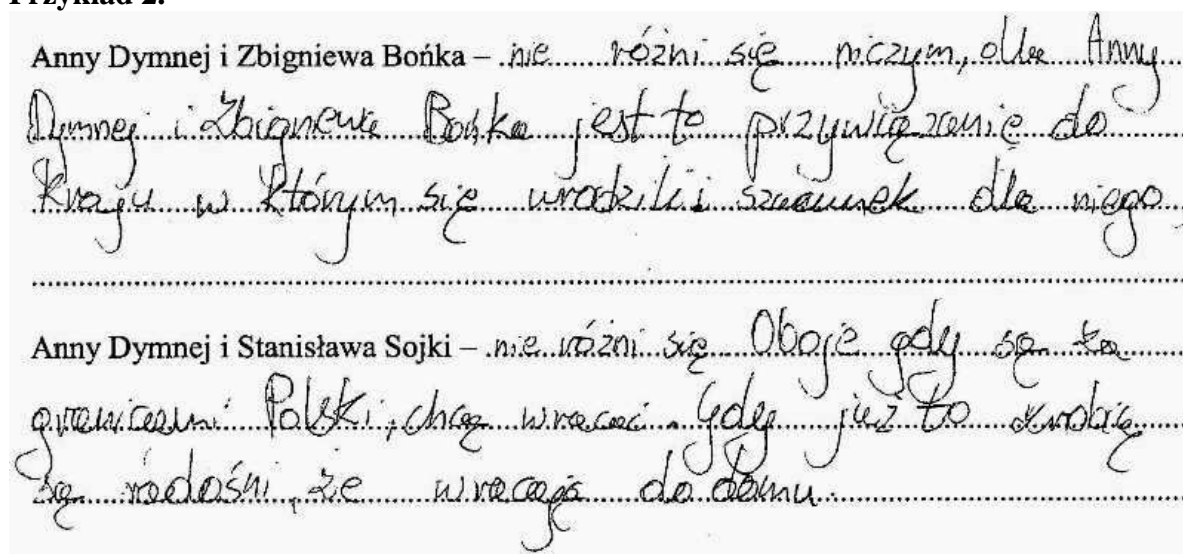 Przykład 2.
Anny Dymnej i Zbigniewa Bońka – nie różni się niczym, dla Anny
Dymnej i Zbigniewa Bońka jest to przywiązanie do
kraju w którym się urodzili i szacunek dla niego.
Anny Dymnej i Stanisława Sojki – nie różni się Oboje gdy są za
granicami Polski, chcą wracać. Gdy już to zrobią
są radośni, że wracają do domu.